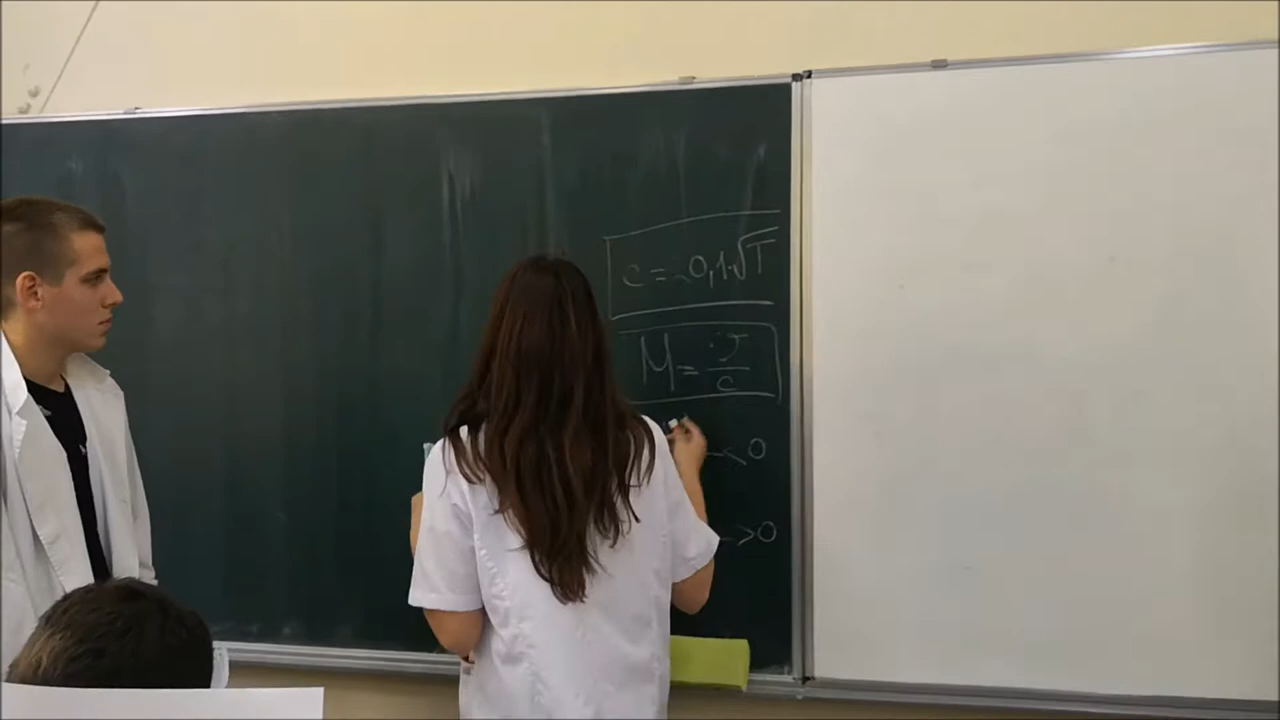 c = 0,1·√T
M = J/c
< 0
> 0